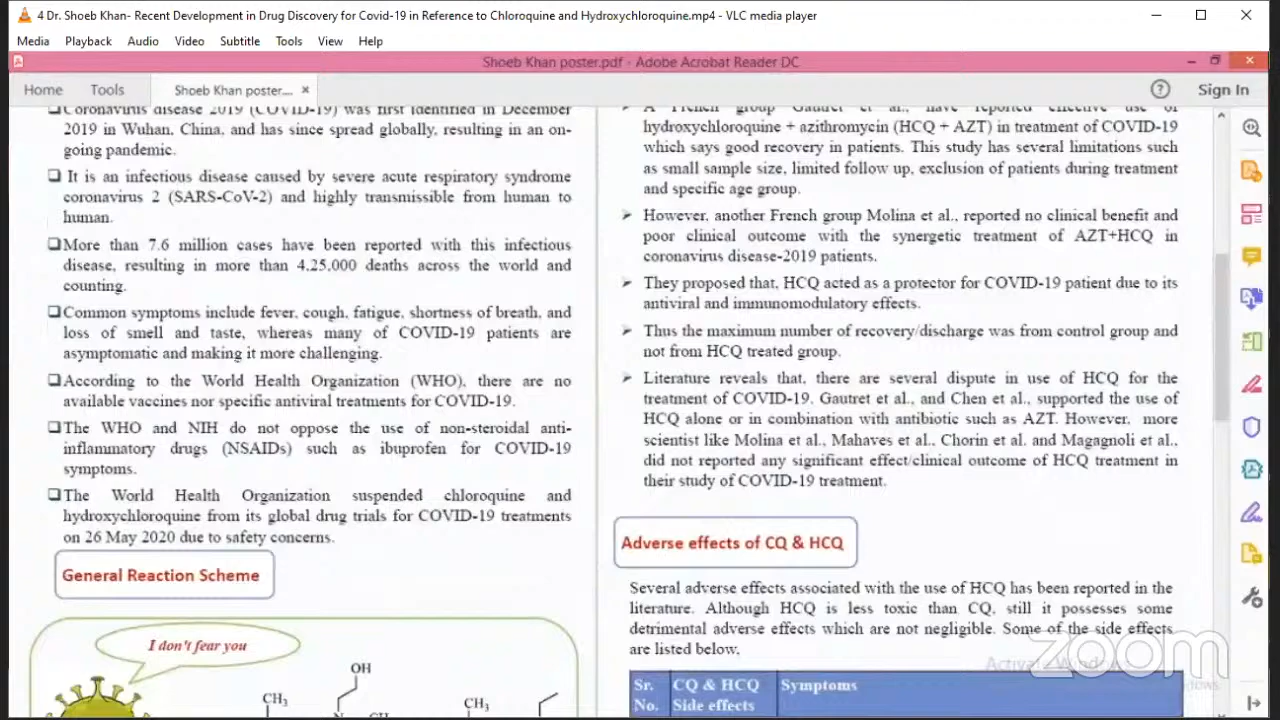 4 Dr. Shoeb Khan- Recent Development in Drug Discovery for Covid-19 in Reference to Chloroquine and Hydroxychloroquine.mp4 - VLC media player
Media Playback Audio Video Subtitle Tools View Help
Shoeb Khan poster.pdf - Adobe Acrobat Reader DC
Home Tools Shoeb Khan poster.... × Sign In
Coronavirus disease 2019 (COVID-19) was first identified in December
2019 in Wuhan, China, and has since spread globally, resulting in an on-
going pandemic.
It is an infectious disease caused by severe acute respiratory syndrome
coronavirus 2 (SARS-CoV-2) and highly transmissible from human to
human.
More than 7.6 million cases have been reported with this infectious
disease, resulting in more than 4,25,000 deaths across the world and
counting.
Common symptoms include fever, cough, fatigue, shortness of breath, and
loss of smell and taste, whereas many of COVID-19 patients are
asymptomatic and making it more challenging.
According to the World Health Organization (WHO), there are no
available vaccines nor specific antiviral treatments for COVID-19.
The WHO and NIH do not oppose the use of non-steroidal anti-
inflammatory drugs (NSAIDs) such as ibuprofen for COVID-19
symptoms.
The World Health Organization suspended chloroquine and
hydroxychloroquine from its global drug trials for COVID-19 treatments
on 26 May 2020 due to safety concerns.
General Reaction Scheme
I don't fear you
OH
CH3
CH3
A French group Gautret et al., have reported effective use of
hydroxychloroquine + azithromycin (HCQ + AZT) in treatment of COVID-19
which says good recovery in patients. This study has several limitations such
as small sample size, limited follow up, exclusion of patients during treatment
and specific age group.
However, another French group Molina et al., reported no clinical benefit and
poor clinical outcome with the synergetic treatment of AZT+HCQ in
coronavirus disease-2019 patients.
They proposed that, HCQ acted as a protector for COVID-19 patient due to its
antiviral and immunomodulatory effects.
Thus the maximum number of recovery/discharge was from control group and
not from HCQ treated group.
Literature reveals that, there are several dispute in use of HCQ for the
treatment of COVID-19. Gautret et al., and Chen et al., supported the use of
HCQ alone or in combination with antibiotic such as AZT. However, more
scientist like Molina et al., Mahaves et al., Chorin et al. and Magagnoli et al.,
did not reported any significant effect/clinical outcome of HCQ treatment in
their study of COVID-19 treatment.
Adverse effects of CQ & HCQ
Several adverse effects associated with the use of HCQ has been reported in the
literature. Although HCQ is less toxic than CQ, still it possesses some
detrimental adverse effects which are not negligible. Some of the side effects
are listed below,
Sr. CQ & HCQ Symptoms
No. Side effects
zoom